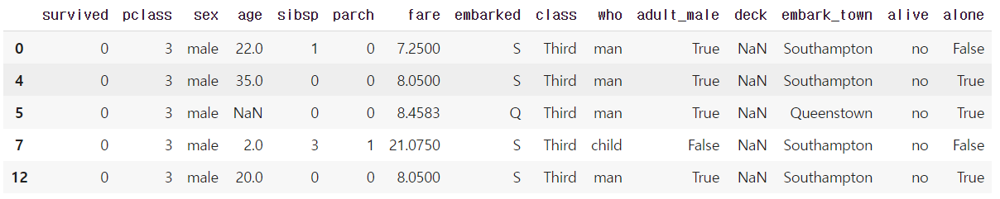 survived pclass sex age sibsp parch fare embarked class who adult_male deck embark_town alive alone
0 0 3 male 22.0 1 0 7.2500 S Third man True NaN Southampton no False
4 0 3 male 35.0 0 0 8.0500 S Third man True NaN Southampton no True
5 0 3 male NaN 0 0 8.4583 Q Third man True NaN Queenstown no True
7 0 3 male 2.0 3 1 21.0750 S Third child False NaN Southampton no False
12 0 3 male 20.0 0 0 8.0500 S Third man True NaN Southampton no True